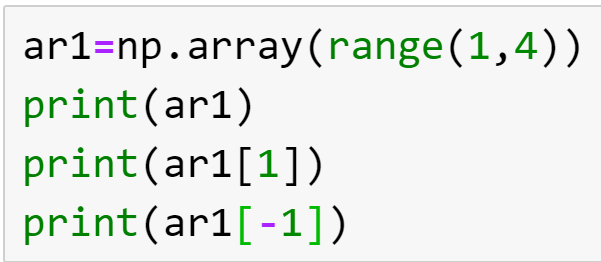 ar1=np.array(range(1,4))
print(ar1)
print(ar1[1])
print(ar1[-1])